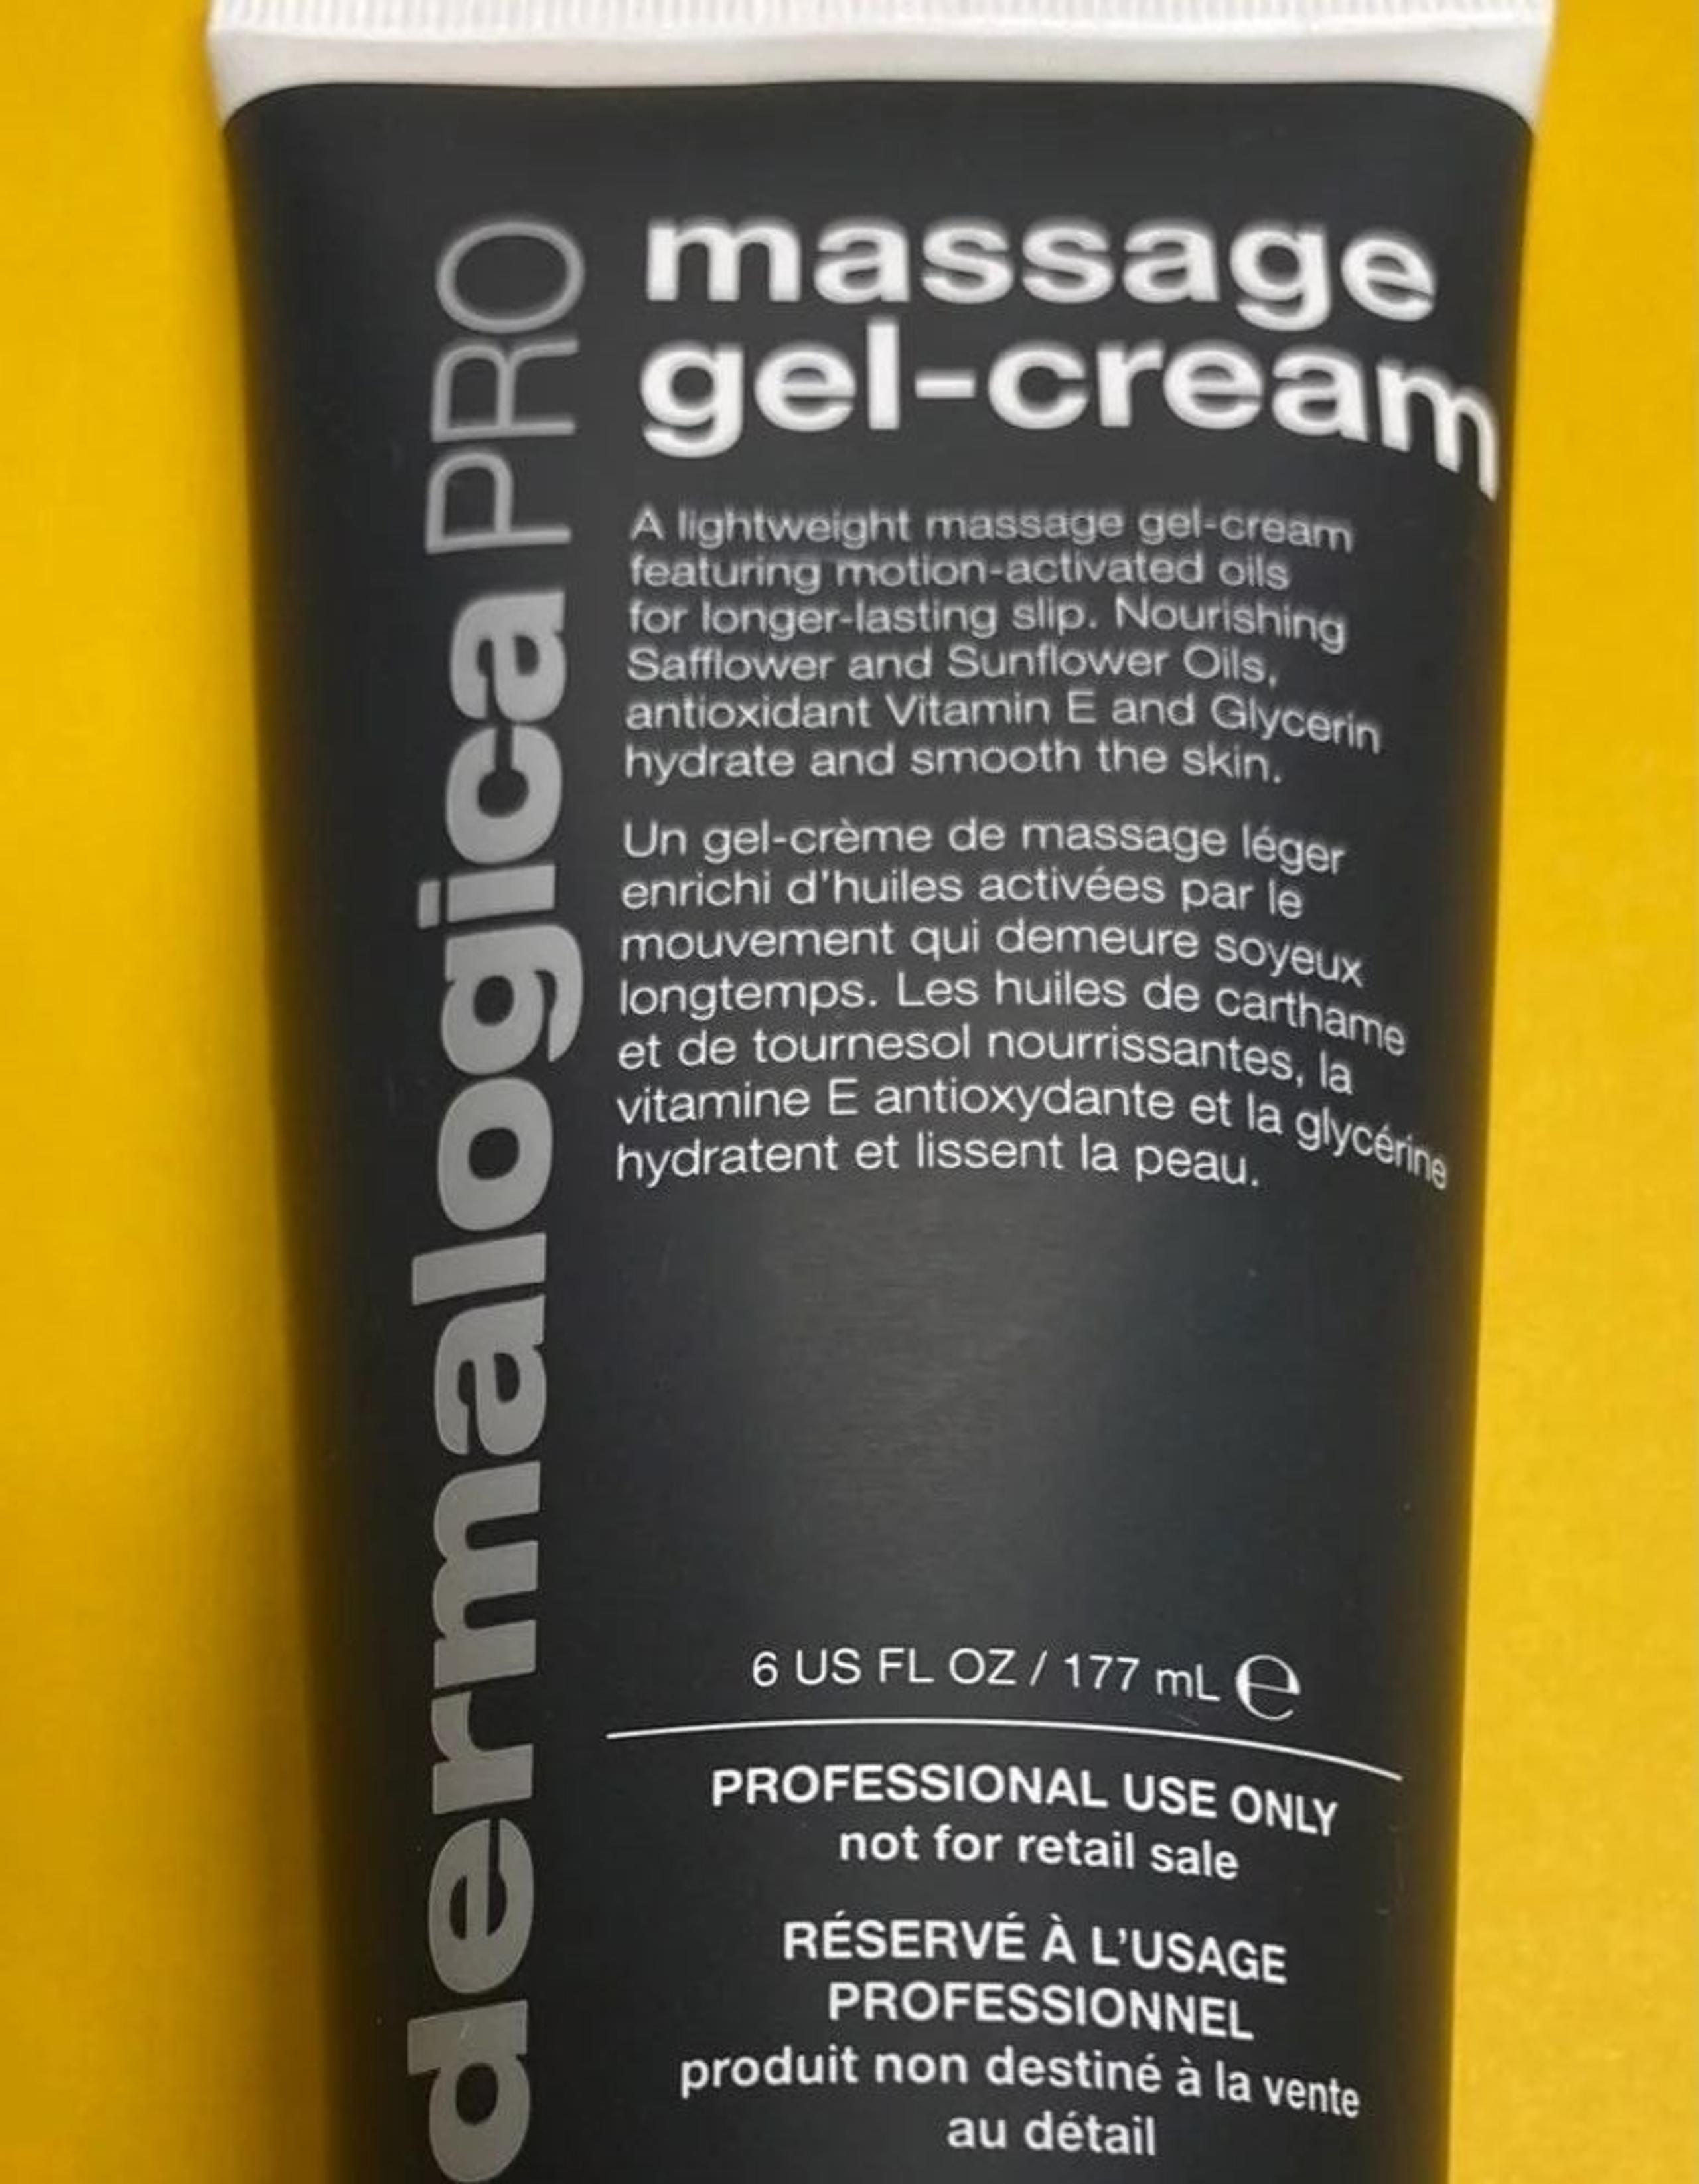 dermalogica PRO
massage
gel-cream
A lightweight massage gel-cream
featuring motion-activated oils
for longer-lasting slip. Nourishing
Safflower and Sunflower Oils,
antioxidant Vitamin E and Glycerin
hydrate and smooth the skin.
Un gel-crème de massage léger
enrichi d'huiles activées par le
mouvement qui demeure soyeux
longtemps. Les huiles de carthame
et de tournesol nourrissantes, la
vitamine E antioxydante et la glycérine
hydratent et lissent la peau.
6 US FL OZ / 177 mL ℮
PROFESSIONAL USE ONLY
not for retail sale
RÉSERVÉ À L'USAGE
PROFESSIONNEL
produit non destiné à la vente
au détail